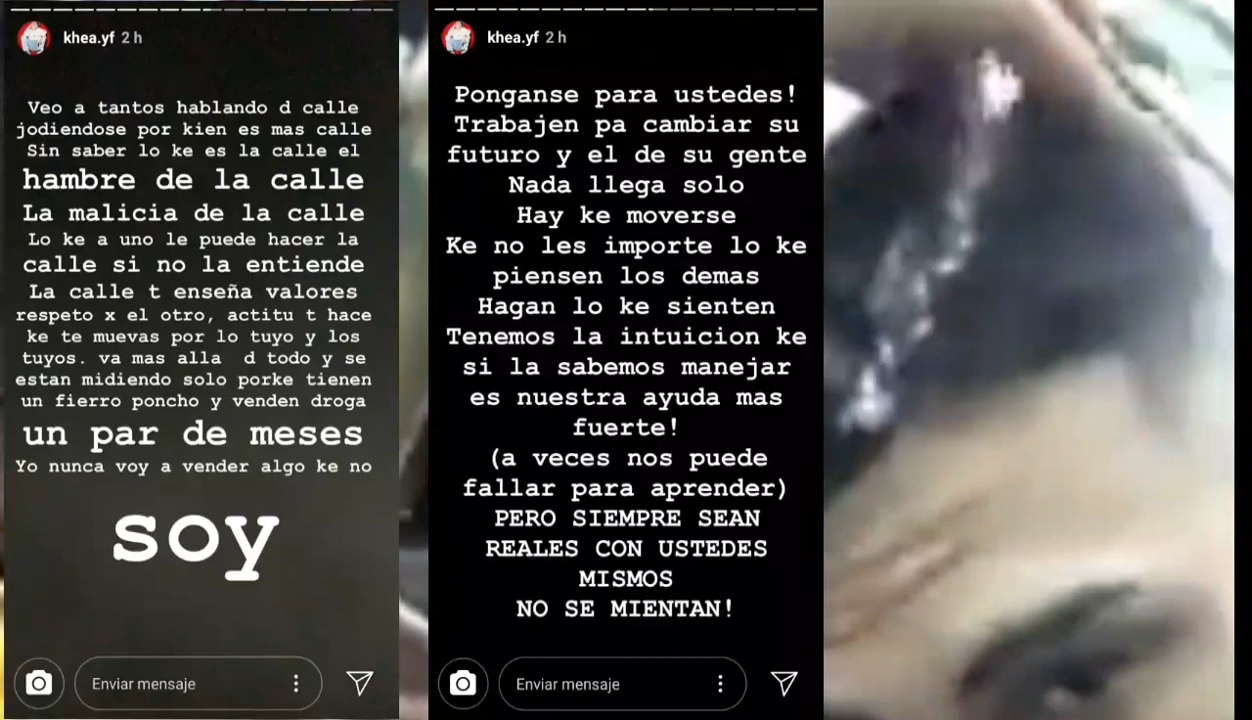 khea.yf 2 h
Veo a tantos hablando d calle
jodiendose por kien es mas calle
Sin saber lo ke es la calle el
hambre de la calle
La malicia de la calle
Lo ke a uno le puede hacer la
calle si no la entiende
La calle t enseña valores
respeto x el otro, actitu t hace
ke te muevas por lo tuyo y los
tuyos. va mas alla d todo y se
estan midiendo solo porke tienen
un fierro poncho y venden droga
un par de meses
Yo nunca voy a vender algo ke no
soy
Enviar mensaje
khea.yf 2 h
Ponganse para ustedes!
Trabajen pa cambiar su
futuro y el de su gente
Nada llega solo
Hay ke moverse
Ke no les importe lo ke
piensen los demas
Hagan lo ke sienten
Tenemos la intuicion ke
si la sabemos manejar
es nuestra ayuda mas
fuerte!
(a veces nos puede
fallar para aprender)
PERO SIEMPRE SEAN
REALES CON USTEDES
MISMOS
NO SE MIENTAN!
Enviar mensaje